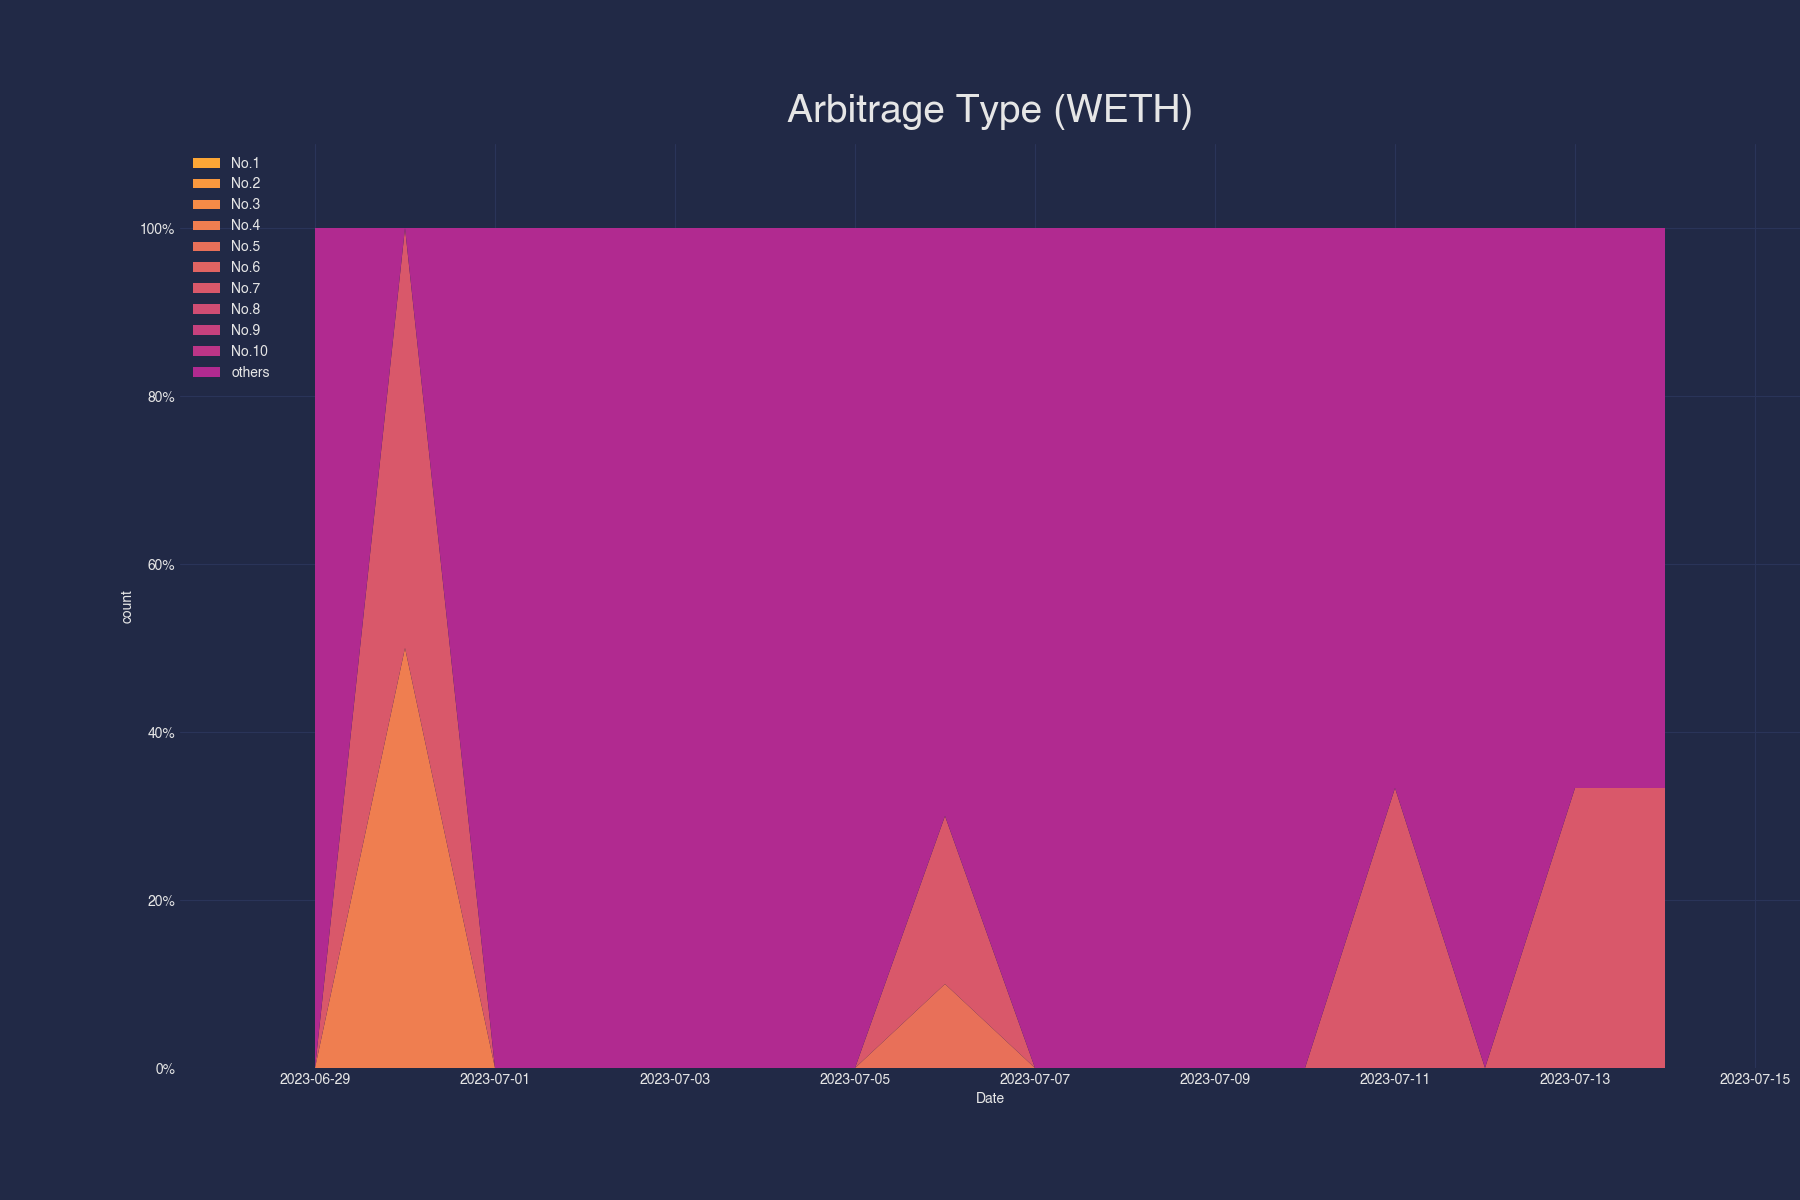 Arbitrage Type (WETH)
No.1
No.2
No.3
No.4
No.5
No.6
No.7
No.8
No.9
No.10
others
100%
80%
60%
40%
20%
0%
count
2023-06-29
2023-07-01
2023-07-03
2023-07-05
2023-07-07
2023-07-09
2023-07-11
2023-07-13
2023-07-15
Date